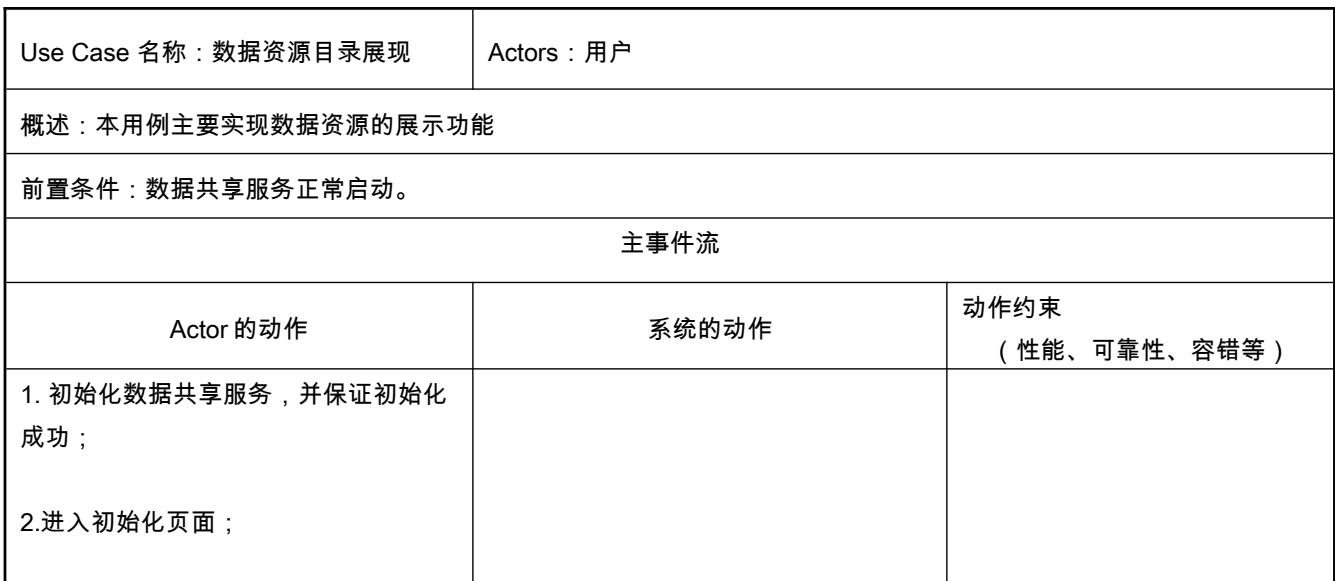 Use Case 名称：数据资源目录展现
Actors：用户
概述：本用例主要实现数据资源的展示功能
前置条件：数据共享服务正常启动。
主事件流
Actor 的动作
系统的动作
动作约束
（性能、可靠性、容错等）
1. 初始化数据共享服务，并保证初始化
成功；
2.进入初始化页面；